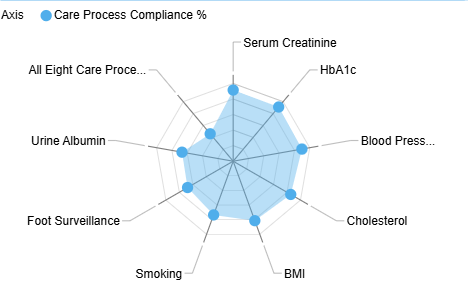 Axis Care Process Compliance %
Serum Creatinine
All Eight Care Proce...
HbA1c
Urine Albumin
Blood Press...
Foot Surveillance
Cholesterol
Smoking
BMI